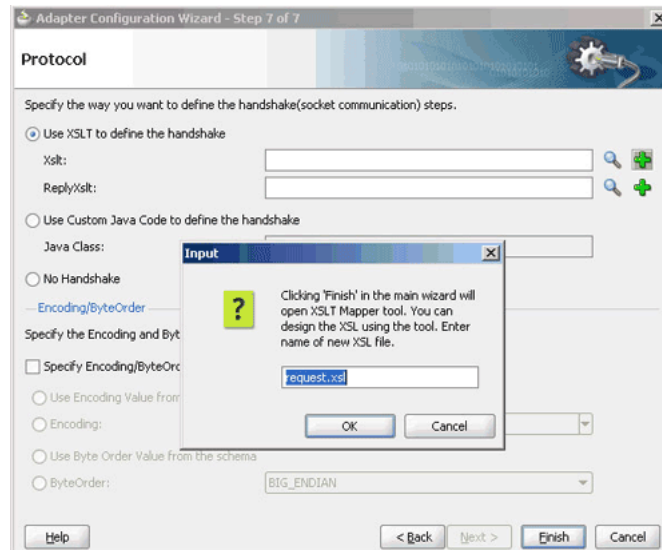 Adapter Configuration Wizard - Step 7 of 7
Protocol
Specify the way you want to define the handshake(socket communication) steps.
Use XSLT to define the handshake
Xslt:
ReplyXslt:
Use Custom Java Code to define the handshake
Java Class:
Input
No Handshake
Clicking 'Finish' in the main wizard will
open XSLT Mapper tool. You can
design the XSL using the tool. Enter
name of new XSL file.
?
Encoding/ByteOrder
Specify the Encoding and Byt
Specify Encoding/ByteOrd
request.xsl
Use Encoding Value from
Encoding:
OK Cancel
Use Byte Order Value from the schema
ByteOrder: BIG_ENDIAN
Help < Back Next > Finish Cancel